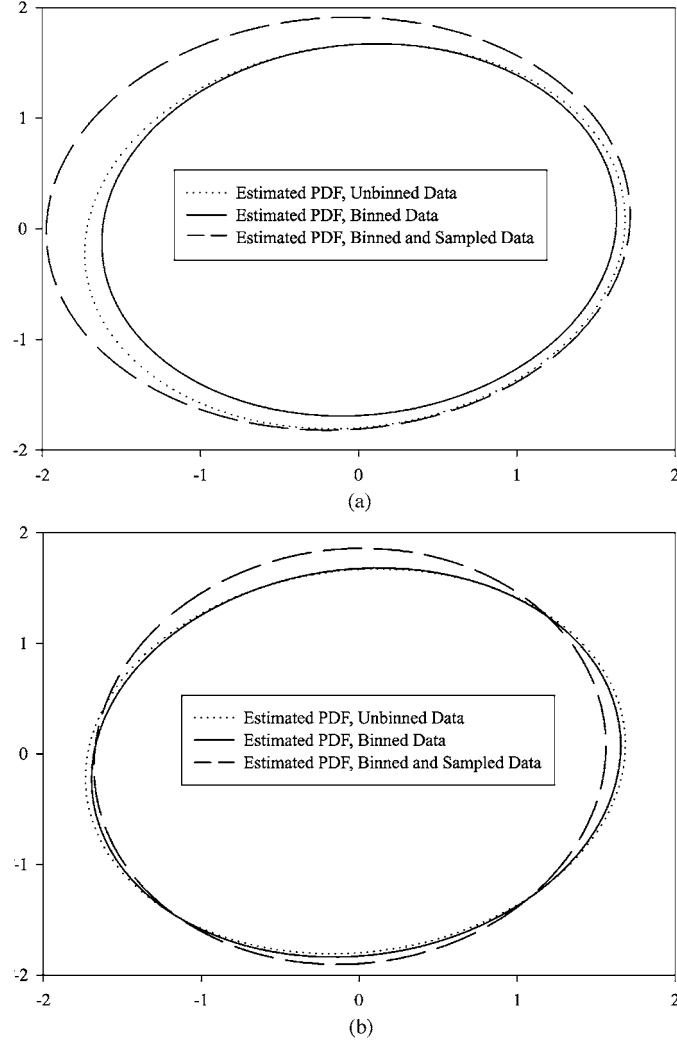 2
1
0
-1
-2
Estimated PDF, Unbinned Data
Estimated PDF, Binned Data
Estimated PDF, Binned and Sampled Data
-2 -1 0 1 2
(a)
2
1
0
-1
-2
Estimated PDF, Unbinned Data
Estimated PDF, Binned Data
Estimated PDF, Binned and Sampled Data
-2 -1 0 1 2
(b)